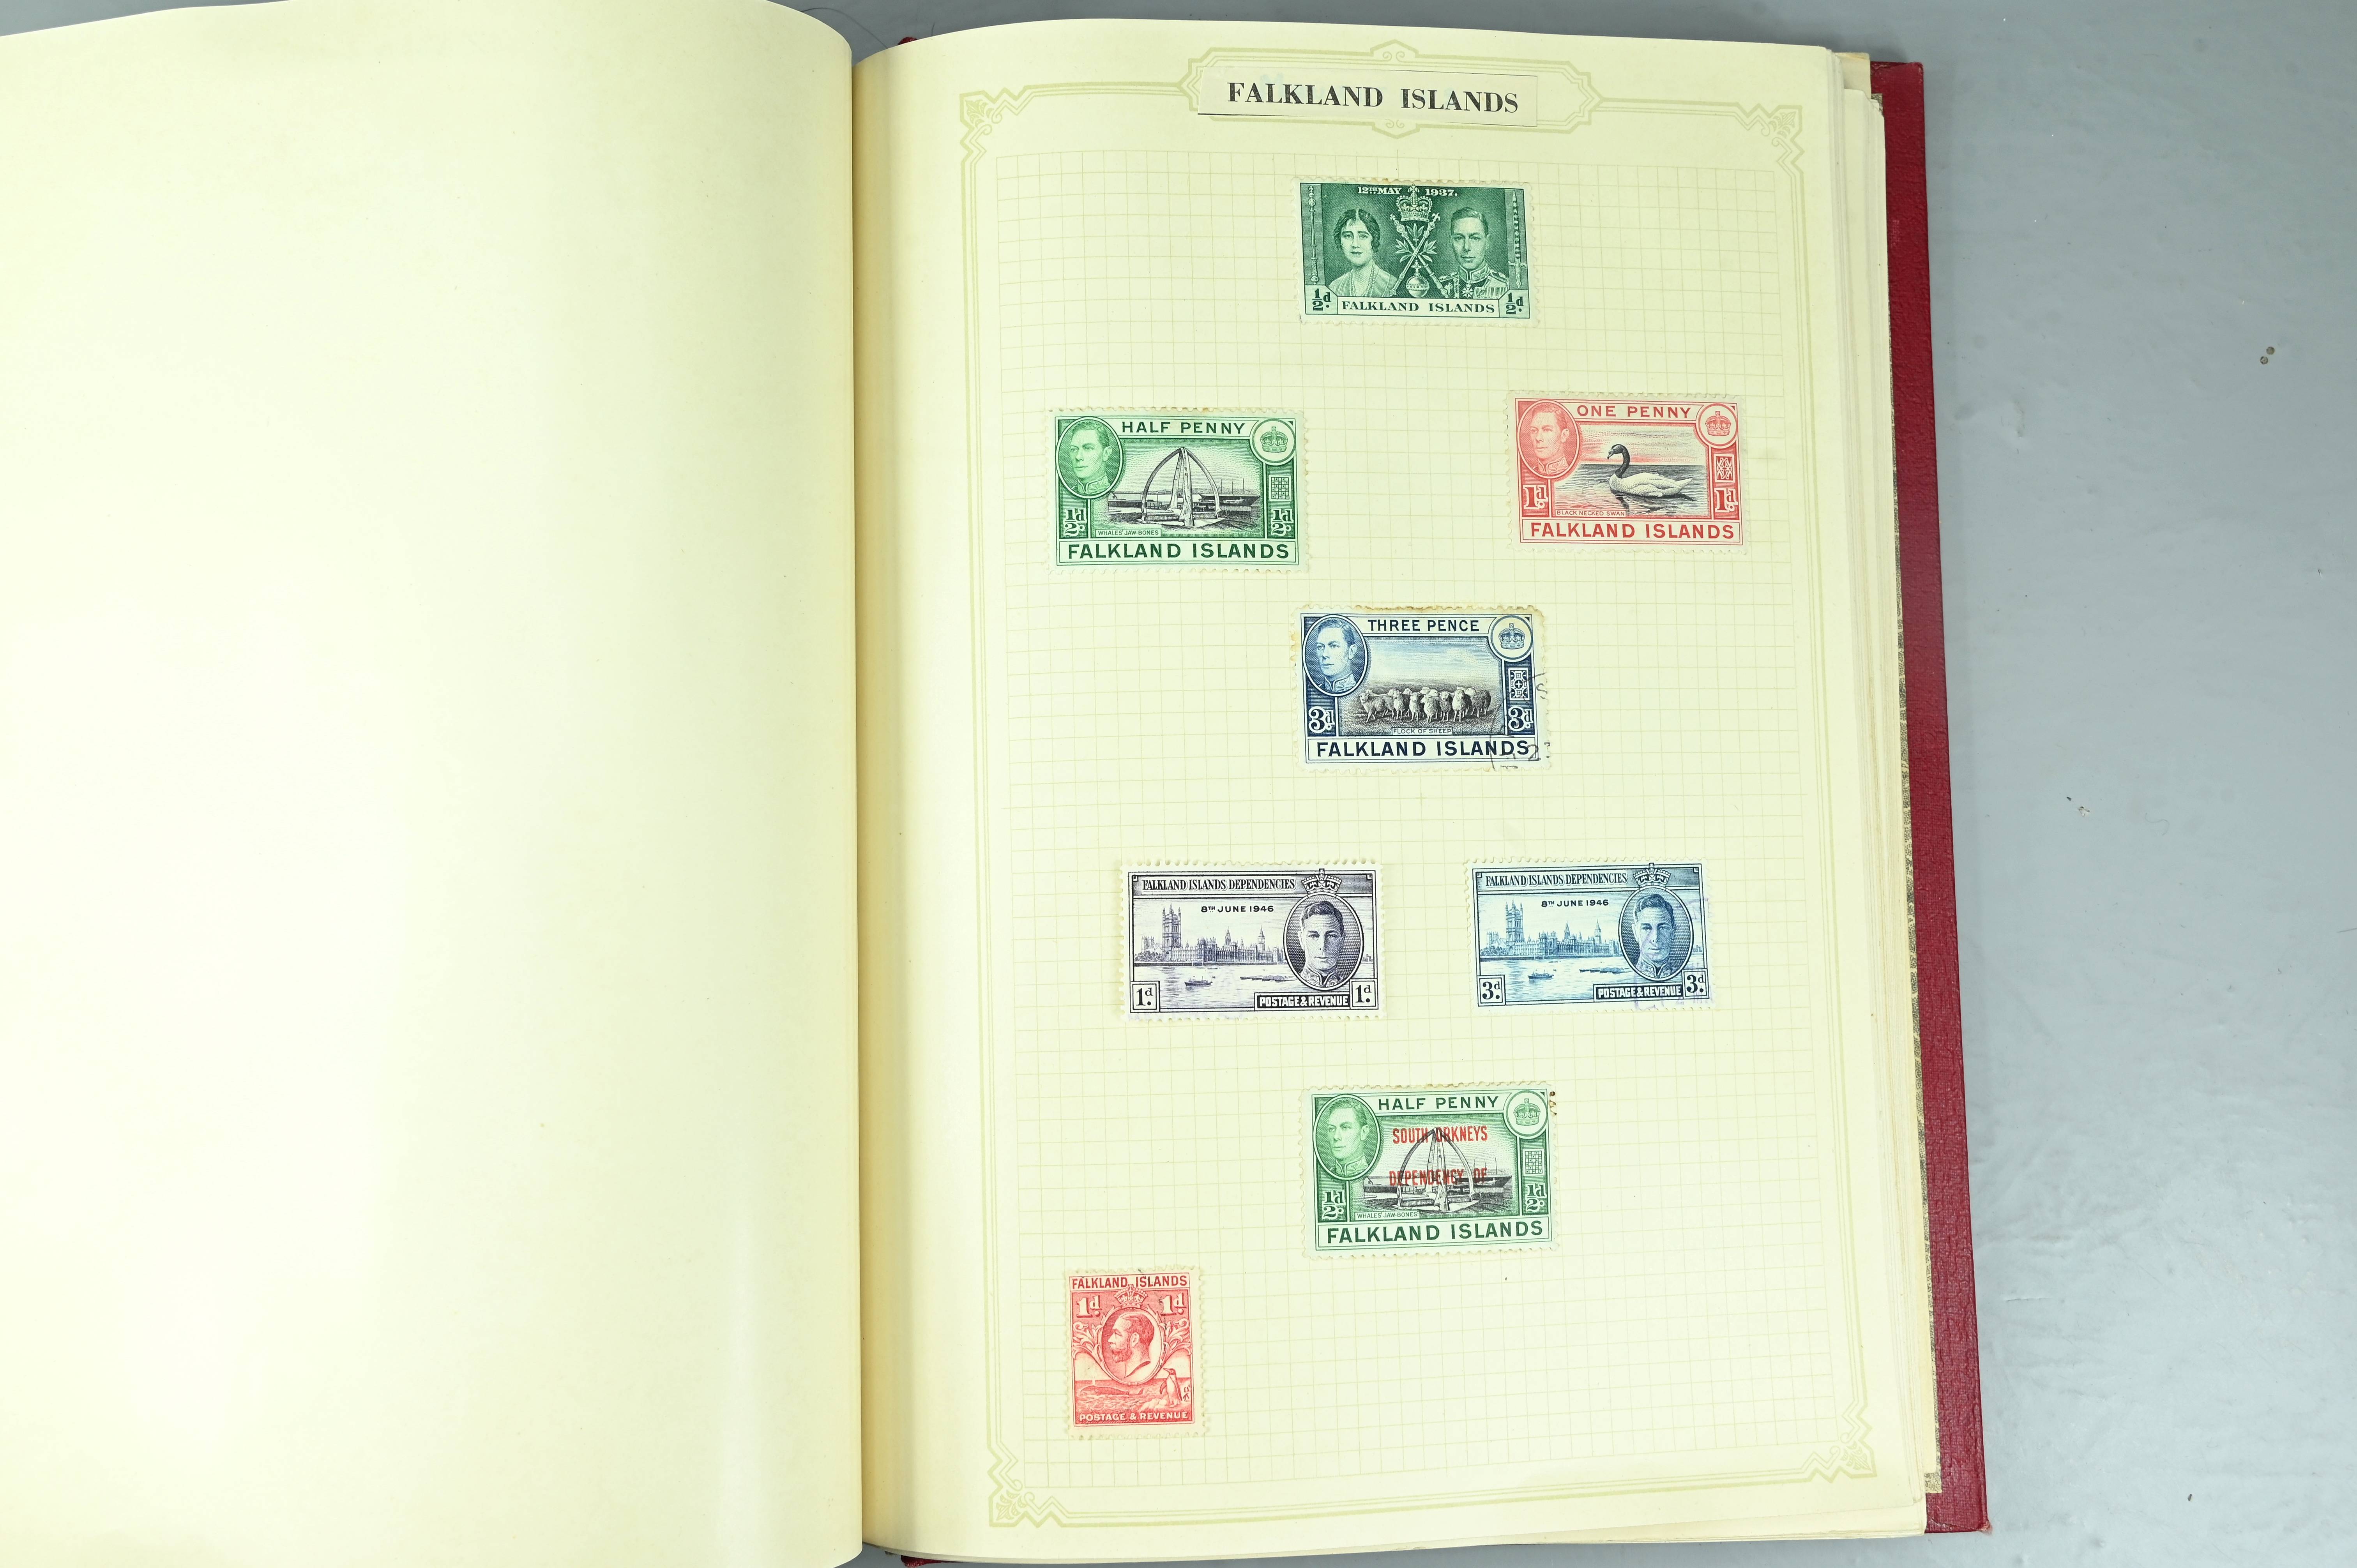 FALKLAND ISLANDS
12TH MAY 1937.
½d. FALKLAND ISLANDS ½d.
HALF PENNY
½d. ½d.
WHALES' JAW-BONES
FALKLAND ISLANDS
ONE PENNY
1d. 1d.
BLACK NECKED SWAN
FALKLAND ISLANDS
THREE PENCE
3d. 3d.
FLOCK OF SHEEP
FALKLAND ISLANDS
FALKLAND ISLANDS DEPENDENCIES
8TH JUNE 1946
1d. POSTAGE & REVENUE 1d.
FALKLAND ISLANDS DEPENDENCIES
8TH JUNE 1946
3d. POSTAGE & REVENUE 3d.
HALF PENNY
SOUTH ORKNEYS
DEPENDENCY OF
½d. ½d.
WHALES' JAW-BONES
FALKLAND ISLANDS
FALKLAND ISLANDS
1d. 1d.
POSTAGE & REVENUE